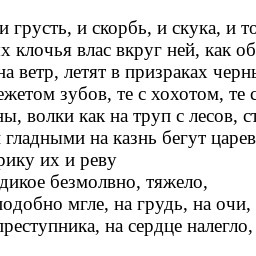 и грусть, и скорбь, и скука, и то
х клочья влас вкруг ней, как об
на ветр, летят в призраках черн
ежетом зубов, те с хохотом, те с
ны, волки как на труп с лесов, ст
гладными на казнь бегут царев
рику их и реву
дикое безмолвно, тяжело,
подобно мгле, на грудь, на очи,
преступника, на сердце налегло,